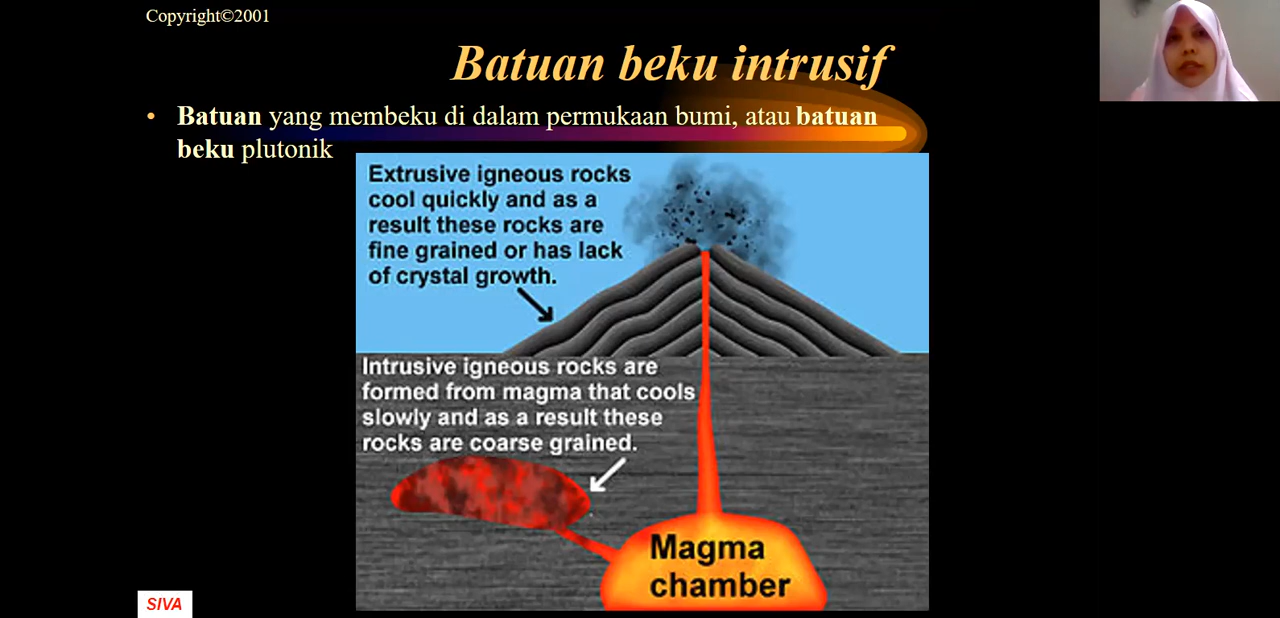 Copyright©2001
Batuan beku intrusif
• Batuan yang membeku di dalam permukaan bumi, atau batuan
beku plutonik
Extrusive igneous rocks
cool quickly and as a
result these rocks are
fine grained or has lack
of crystal growth.
Intrusive igneous rocks are
formed from magma that cools
slowly and as a result these
rocks are coarse grained.
Magma
chamber
SIVA